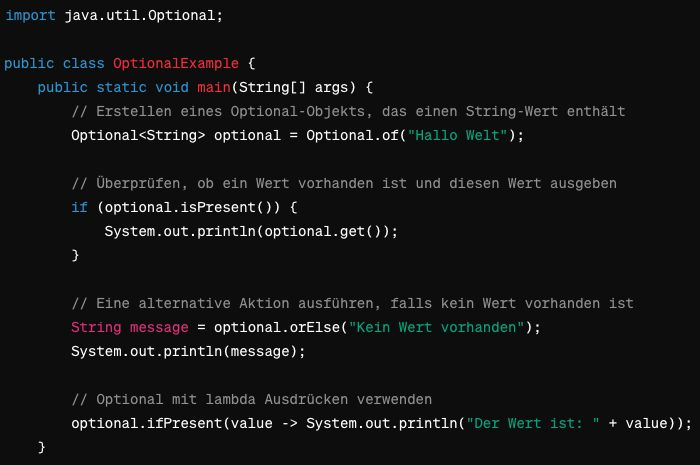 import java.util.Optional;
public class OptionalExample {
    public static void main(String[] args) {
        // Erstellen eines Optional-Objekts, das einen String-Wert enthält
        Optional<String> optional = Optional.of("Hallo Welt");
        // Überprüfen, ob ein Wert vorhanden ist und diesen Wert ausgeben
        if (optional.isPresent()) {
            System.out.println(optional.get());
        }
        // Eine alternative Aktion ausführen, falls kein Wert vorhanden ist
        String message = optional.orElse("Kein Wert vorhanden");
        System.out.println(message);
        // Optional mit lambda Ausdrücken verwenden
        optional.ifPresent(value -> System.out.println("Der Wert ist: " + value));
    }